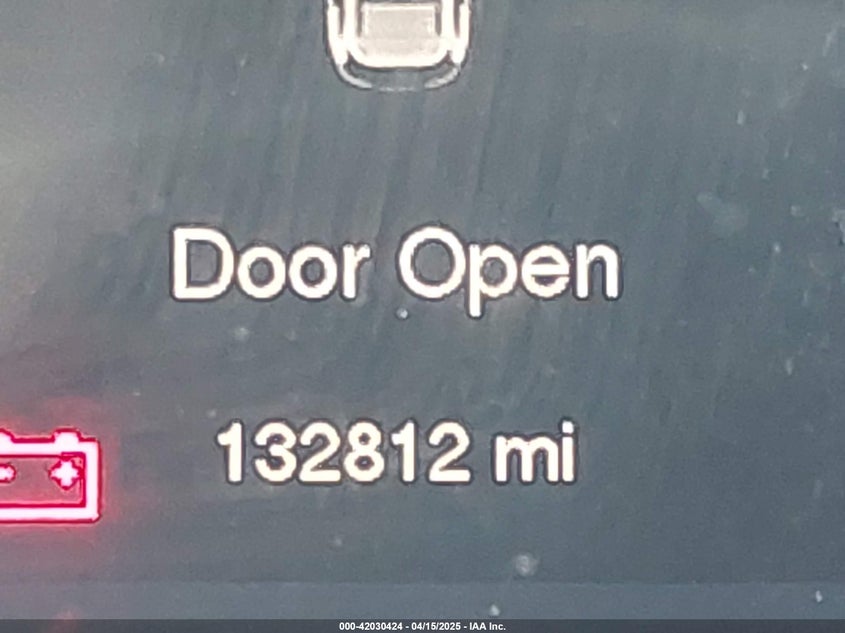 Door Open
132812 mi
000-42030424 - 04/15/2025 - IAA Inc.